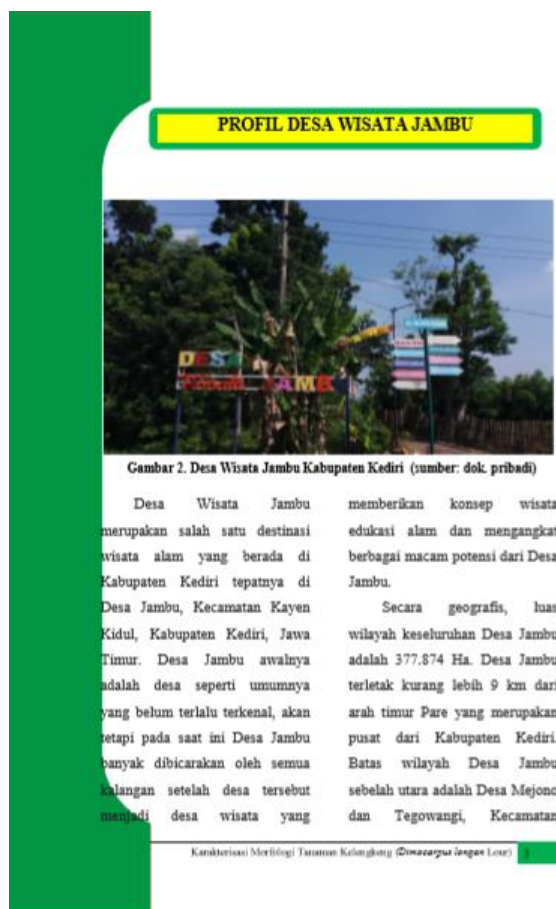 PROFIL DESA WISATA JAMBU
DESA
JAMBU
Gambar 2. Desa Wisata Jambu Kabupaten Kediri (sumber: dok. pribadi)
Desa Wisata Jambu
merupakan salah satu destinasi
wisata alam yang berada di
Kabupaten Kediri tepatnya di
Desa Jambu, Kecamatan Kayen
Kidul, Kabupaten Kediri, Jawa
Timur. Desa Jambu awalnya
adalah desa seperti umumnya
yang belum terlalu terkenal, akan
tetapi pada saat ini Desa Jambu
banyak dibicarakan oleh semua
kalangan setelah desa tersebut
menjadi desa wisata yang
memberikan konsep wisata
edukasi alam dan mengangkat
berbagai macam potensi dari Desa
Jambu.
Secara geografis, luas
wilayah keseluruhan Desa Jambu
adalah 377.874 Ha. Desa Jambu
terletak kurang lebih 9 km dari
arah timur Pare yang merupakan
pusat dari Kabupaten Kediri.
Batas wilayah Desa Jambu
sebelah utara adalah Desa Mejono
dan Tegowangi, Kecamatan
Karakterisasi Morfologi Tanaman Kelengkeng (Dimocarpus longan Lour)